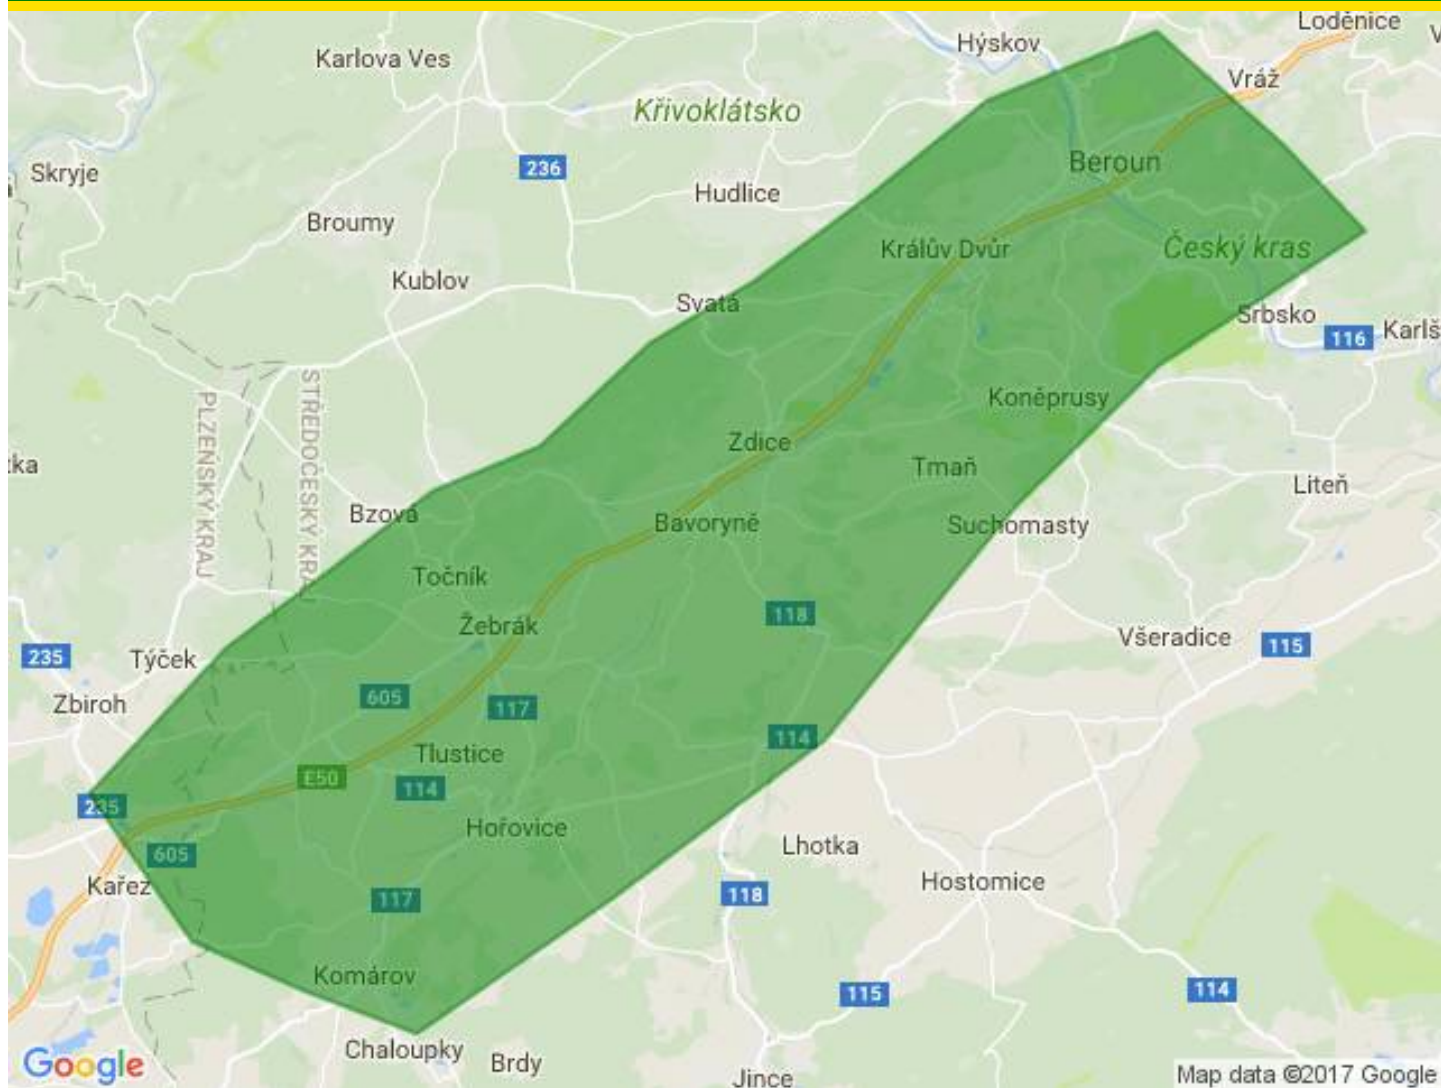 Loděnice
Hýskov
Karlova Ves
Vráž
Křivoklátsko
Beroun
236
Skryje
Hudlice
Broumy
Králův Dvůr
Český kras
Kublov
Svatá
Srbsko
116
Karlš
Koněprusy
PLZEŇSKÝ KRAJ
STŘEDOČESKÝ KRAJ
Zdice
Tmaň
tka
Liteň
Bzová
Bavoryně
Suchomasty
Točník
118
Žebrák
Všeradice
115
235
Týček
605
117
Zbiroh
114
Tlustice
E50
114
235
Hořovice
Lhotka
605
Kařez
Hostomice
118
117
Komárov
115
114
Chaloupky
Brdy
Google
Jince
Map data ©2017 Google